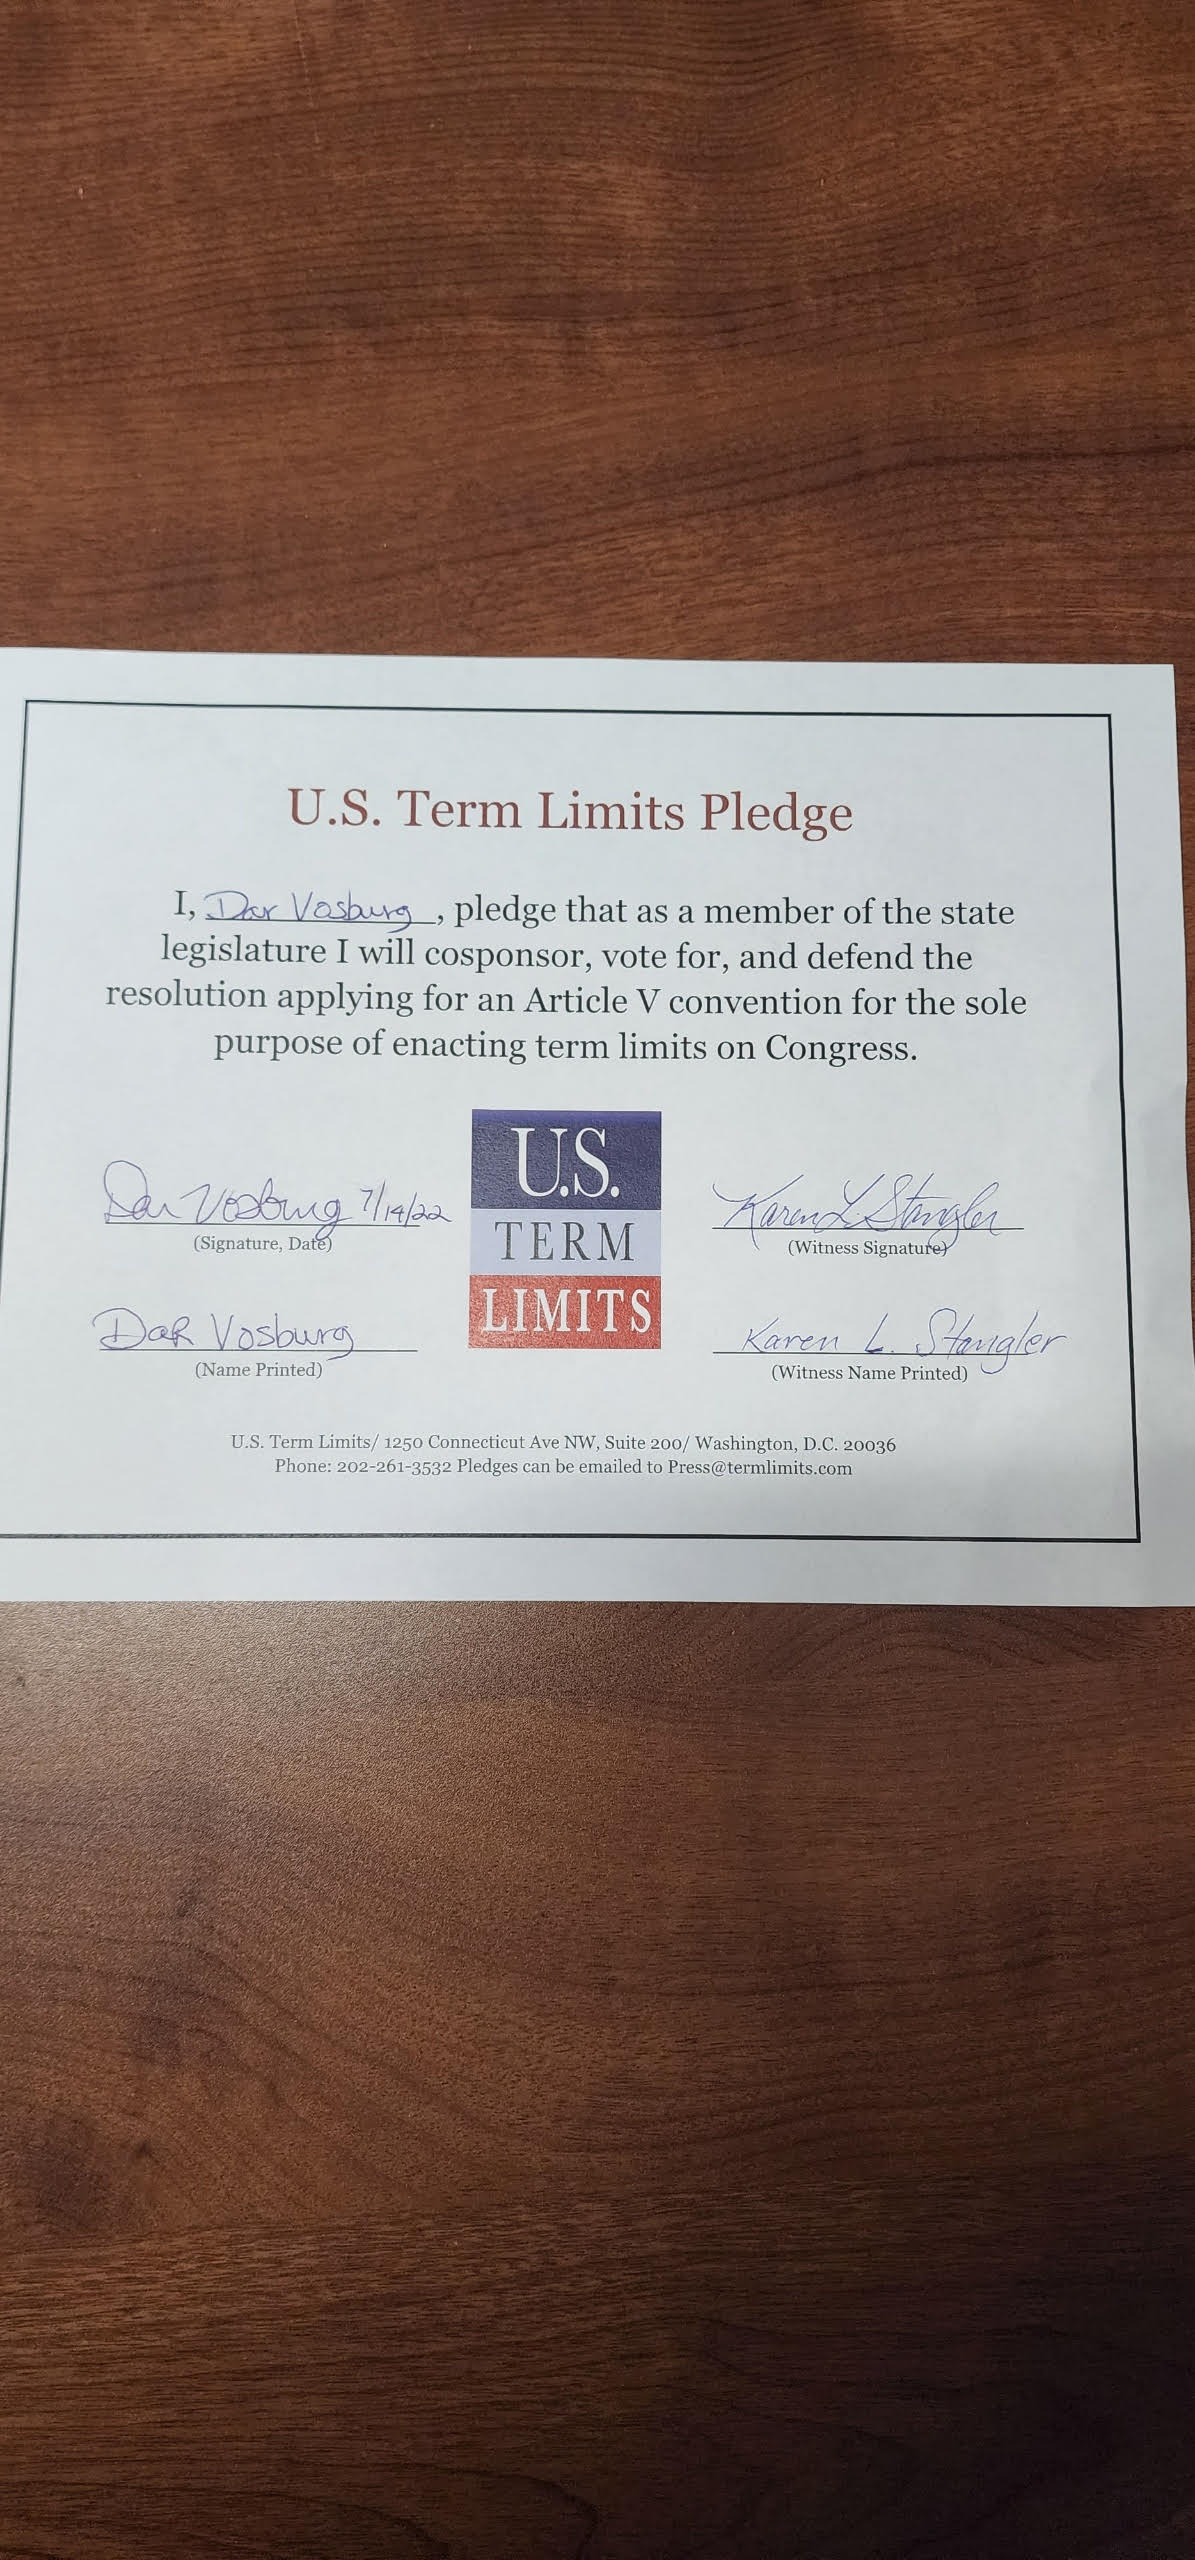 U.S. Term Limits Pledge
I, Dar Vosburg, pledge that as a member of the state
legislature I will cosponsor, vote for, and defend the
resolution applying for an Article V convention for the sole
purpose of enacting term limits on Congress.
U.S.
TERM
LIMITS
Dar Vosburg 7/14/22
(Signature, Date)
Karen L. Stangler
(Witness Signature)
DaR Vosburg
(Name Printed)
Karen L. Stangler
(Witness Name Printed)
U.S. Term Limits/ 1250 Connecticut Ave NW, Suite 200/ Washington, D.C. 20036
Phone: 202-261-3532 Pledges can be emailed to Press@termlimits.com